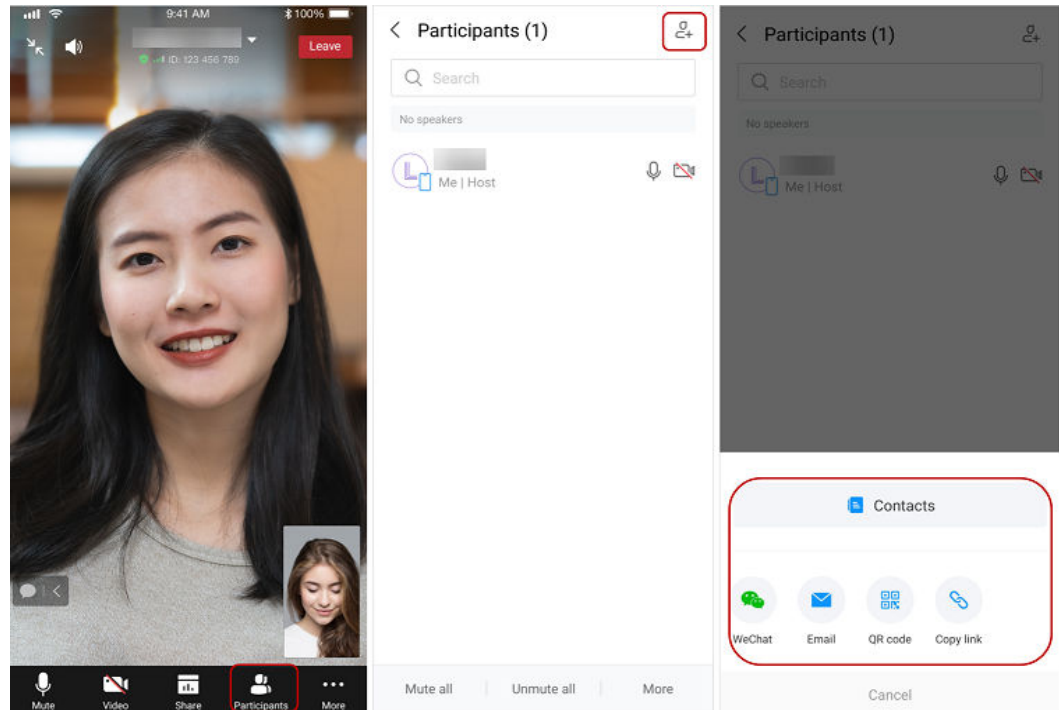 9:41 AM
100%
Leave
ID: 123 456 789
Mute
Video
Share
Participants
More
Participants (1)
Search
No speakers
L
Me | Host
Mute all
Unmute all
More
Participants (1)
Search
No speakers
L
Me | Host
Contacts
WeChat
Email
QR code
Copy link
Cancel